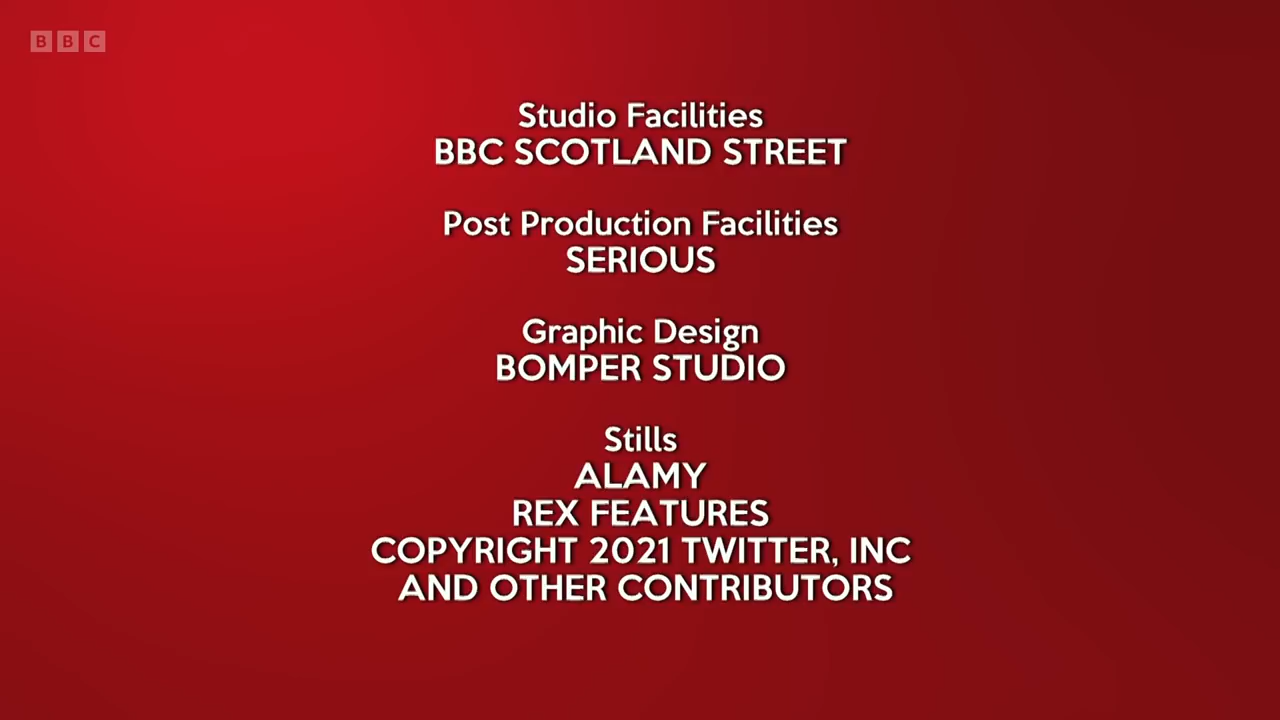 BBC
Studio Facilities
BBC SCOTLAND STREET
Post Production Facilities
SERIOUS
Graphic Design
BOMPER STUDIO
Stills
ALAMY
REX FEATURES
COPYRIGHT 2021 TWITTER, INC
AND OTHER CONTRIBUTORS